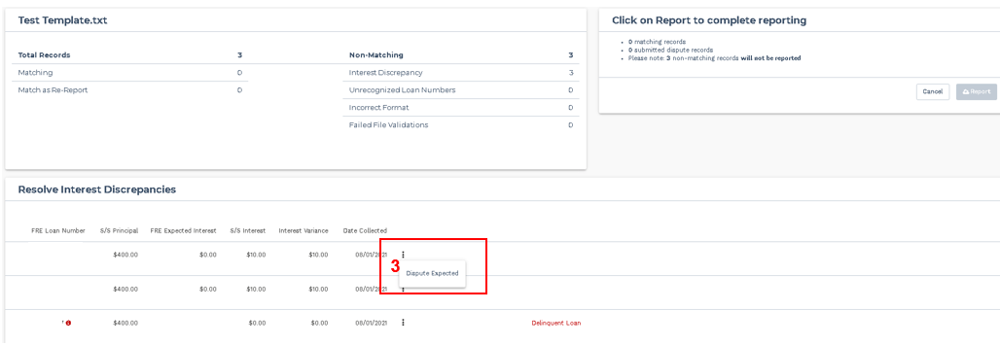 Test Template.txt
Total Records 3
Matching 0
Match as Re-Report 0
Non-Matching 3
Interest Discrepancy 3
Unrecognized Loan Numbers 0
Incorrect Format 0
Failed File Validations 0
Click on Report to complete reporting
0 matching records
0 submitted dispute records
Please note: 3 non-matching records will not be reported
Cancel Report
Resolve Interest Discrepancies
FRE Loan Number S/S Principal FRE Expected Interest S/S Interest Interest Variance Date Collected
$400.00 $0.00 $10.00 $10.00 08/01/2021
3 Dispute Expected
$400.00 $0.00 $10.00 $10.00 08/01/2021
$400.00 $0.00 $0.00 08/01/2021 Delinquent Loan